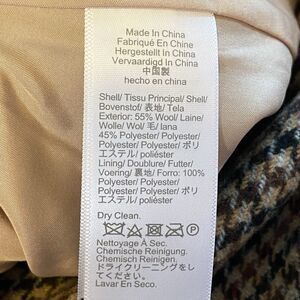 Made In China
Fabriqué En Chine
Hergestellt In China
Vervaardigd In China
中国製
hecho en china
Shell/ Tissu Principal/ Shell/
Bovenstof/ 表地/ Tela
Exterior: 55% Wool/ Laine/
Wolle/ Wol/ 毛/ lana
45% Polyester/ Polyester/
Polyester/ Polyester/ ポリ
エステル/ poliéster
Lining/ Doublure/ Futter/
Voering/ 裏地/ Forro: 100%
Polyester/ Polyester/
Polyester/ Polyester/ ポリ
エステル/ poliéster
Dry Clean.
Nettoyage À Sec.
Chemische Reinigung.
Chemisch Reinigen.
ドライクリーニングをし
てください。
Lavar En Seco.